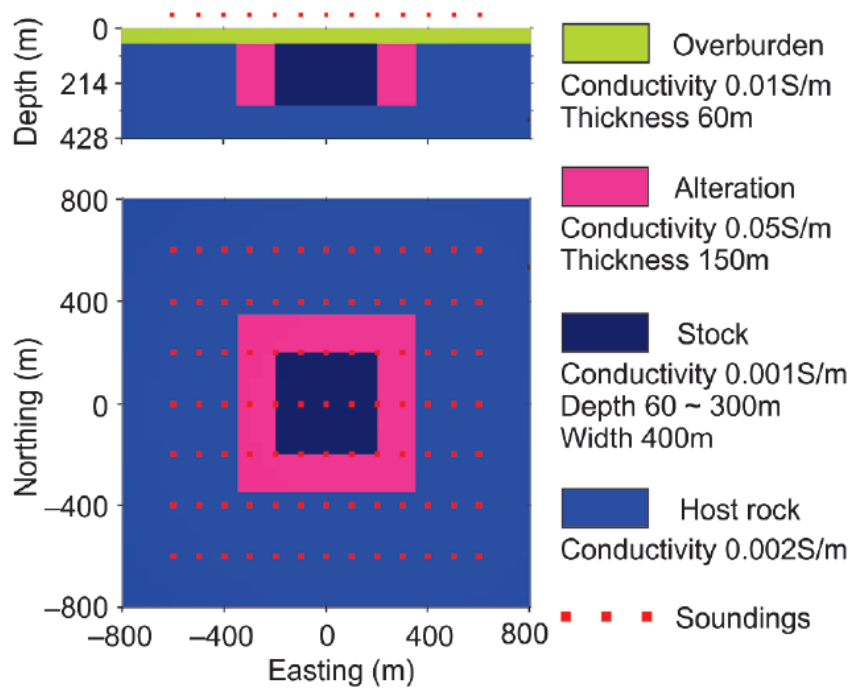 Depth (m)
0
214
428
800
400
0
–400
–800
Northing (m)
–800
–400
0
400
800
Easting (m)
Overburden
Conductivity 0.01S/m
Thickness 60m
Alteration
Conductivity 0.05S/m
Thickness 150m
Stock
Conductivity 0.001S/m
Depth 60 ~ 300m
Width 400m
Host rock
Conductivity 0.002S/m
Soundings